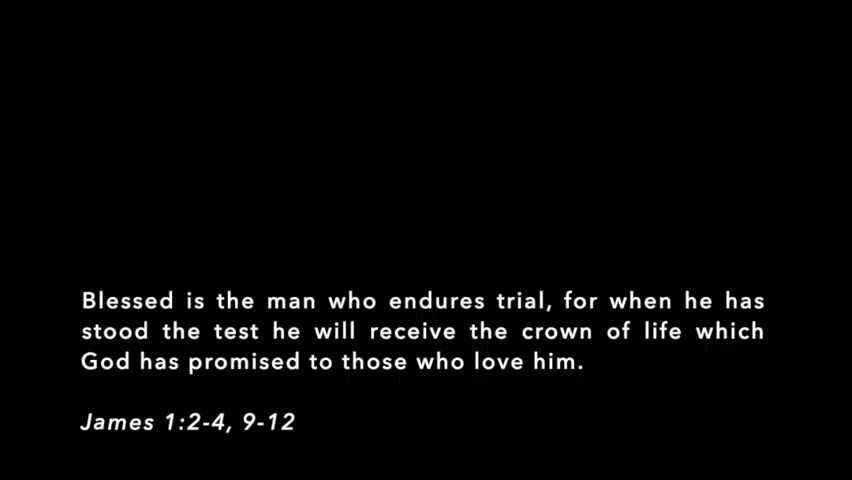 Blessed is the man who endures trial, for when he has
stood the test he will receive the crown of life which
God has promised to those who love him.
James 1:2-4, 9-12